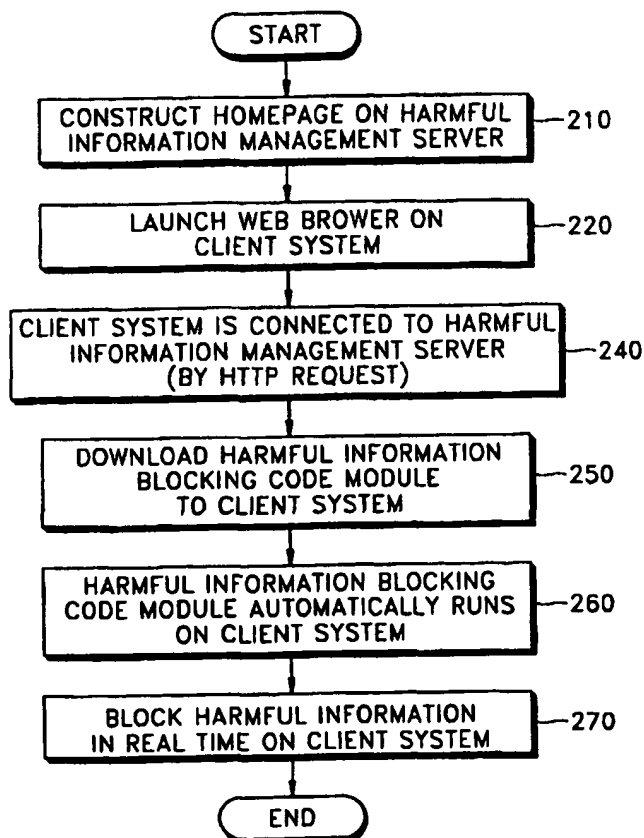 START
CONSTRUCT HOMEPAGE ON HARMFUL
INFORMATION MANAGEMENT SERVER
210
LAUNCH WEB BROWER ON
CLIENT SYSTEM
220
CLIENT SYSTEM IS CONNECTED TO HARMFUL
INFORMATION MANAGEMENT SERVER
(BY HTTP REQUEST)
240
DOWNLOAD HARMFUL INFORMATION
BLOCKING CODE MODULE
TO CLIENT SYSTEM
250
HARMFUL INFORMATION BLOCKING
CODE MODULE AUTOMATICALLY RUNS
ON CLIENT SYSTEM
260
BLOCK HARMFUL INFORMATION
IN REAL TIME ON CLIENT SYSTEM
270
END